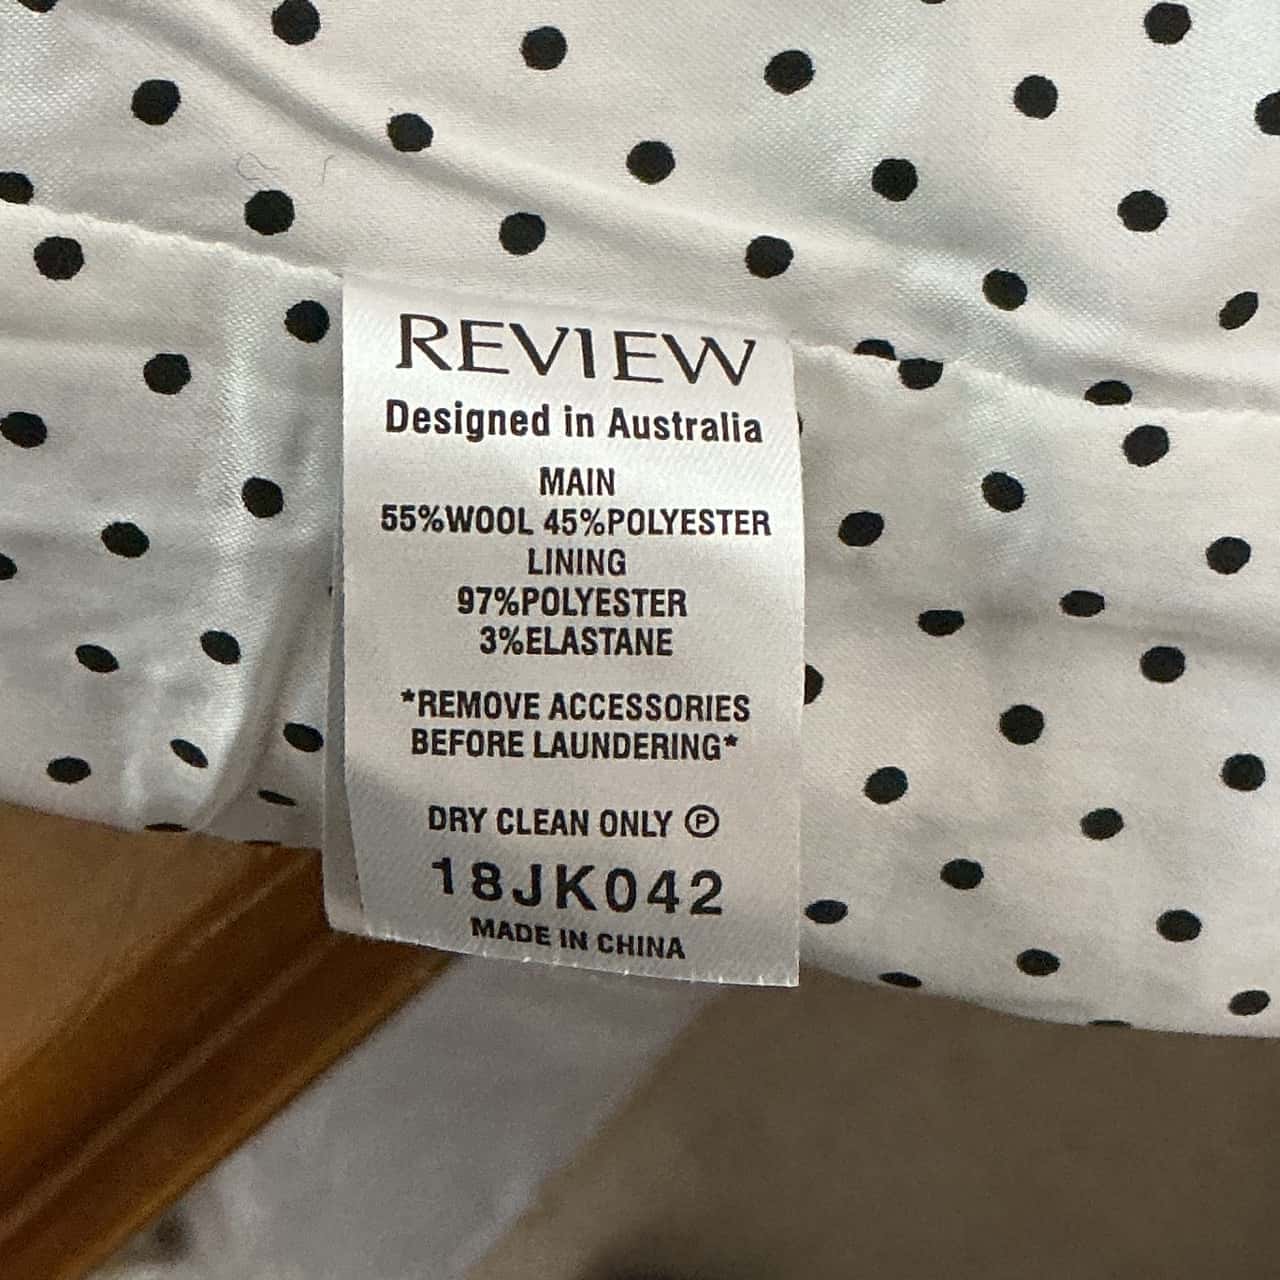 REVIEW
Designed in Australia
MAIN
55%WOOL 45%POLYESTER
LINING
97%POLYESTER
3%ELASTANE
*REMOVE ACCESSORIES
BEFORE LAUNDERING*
DRY CLEAN ONLY Ⓟ
18JK042
MADE IN CHINA